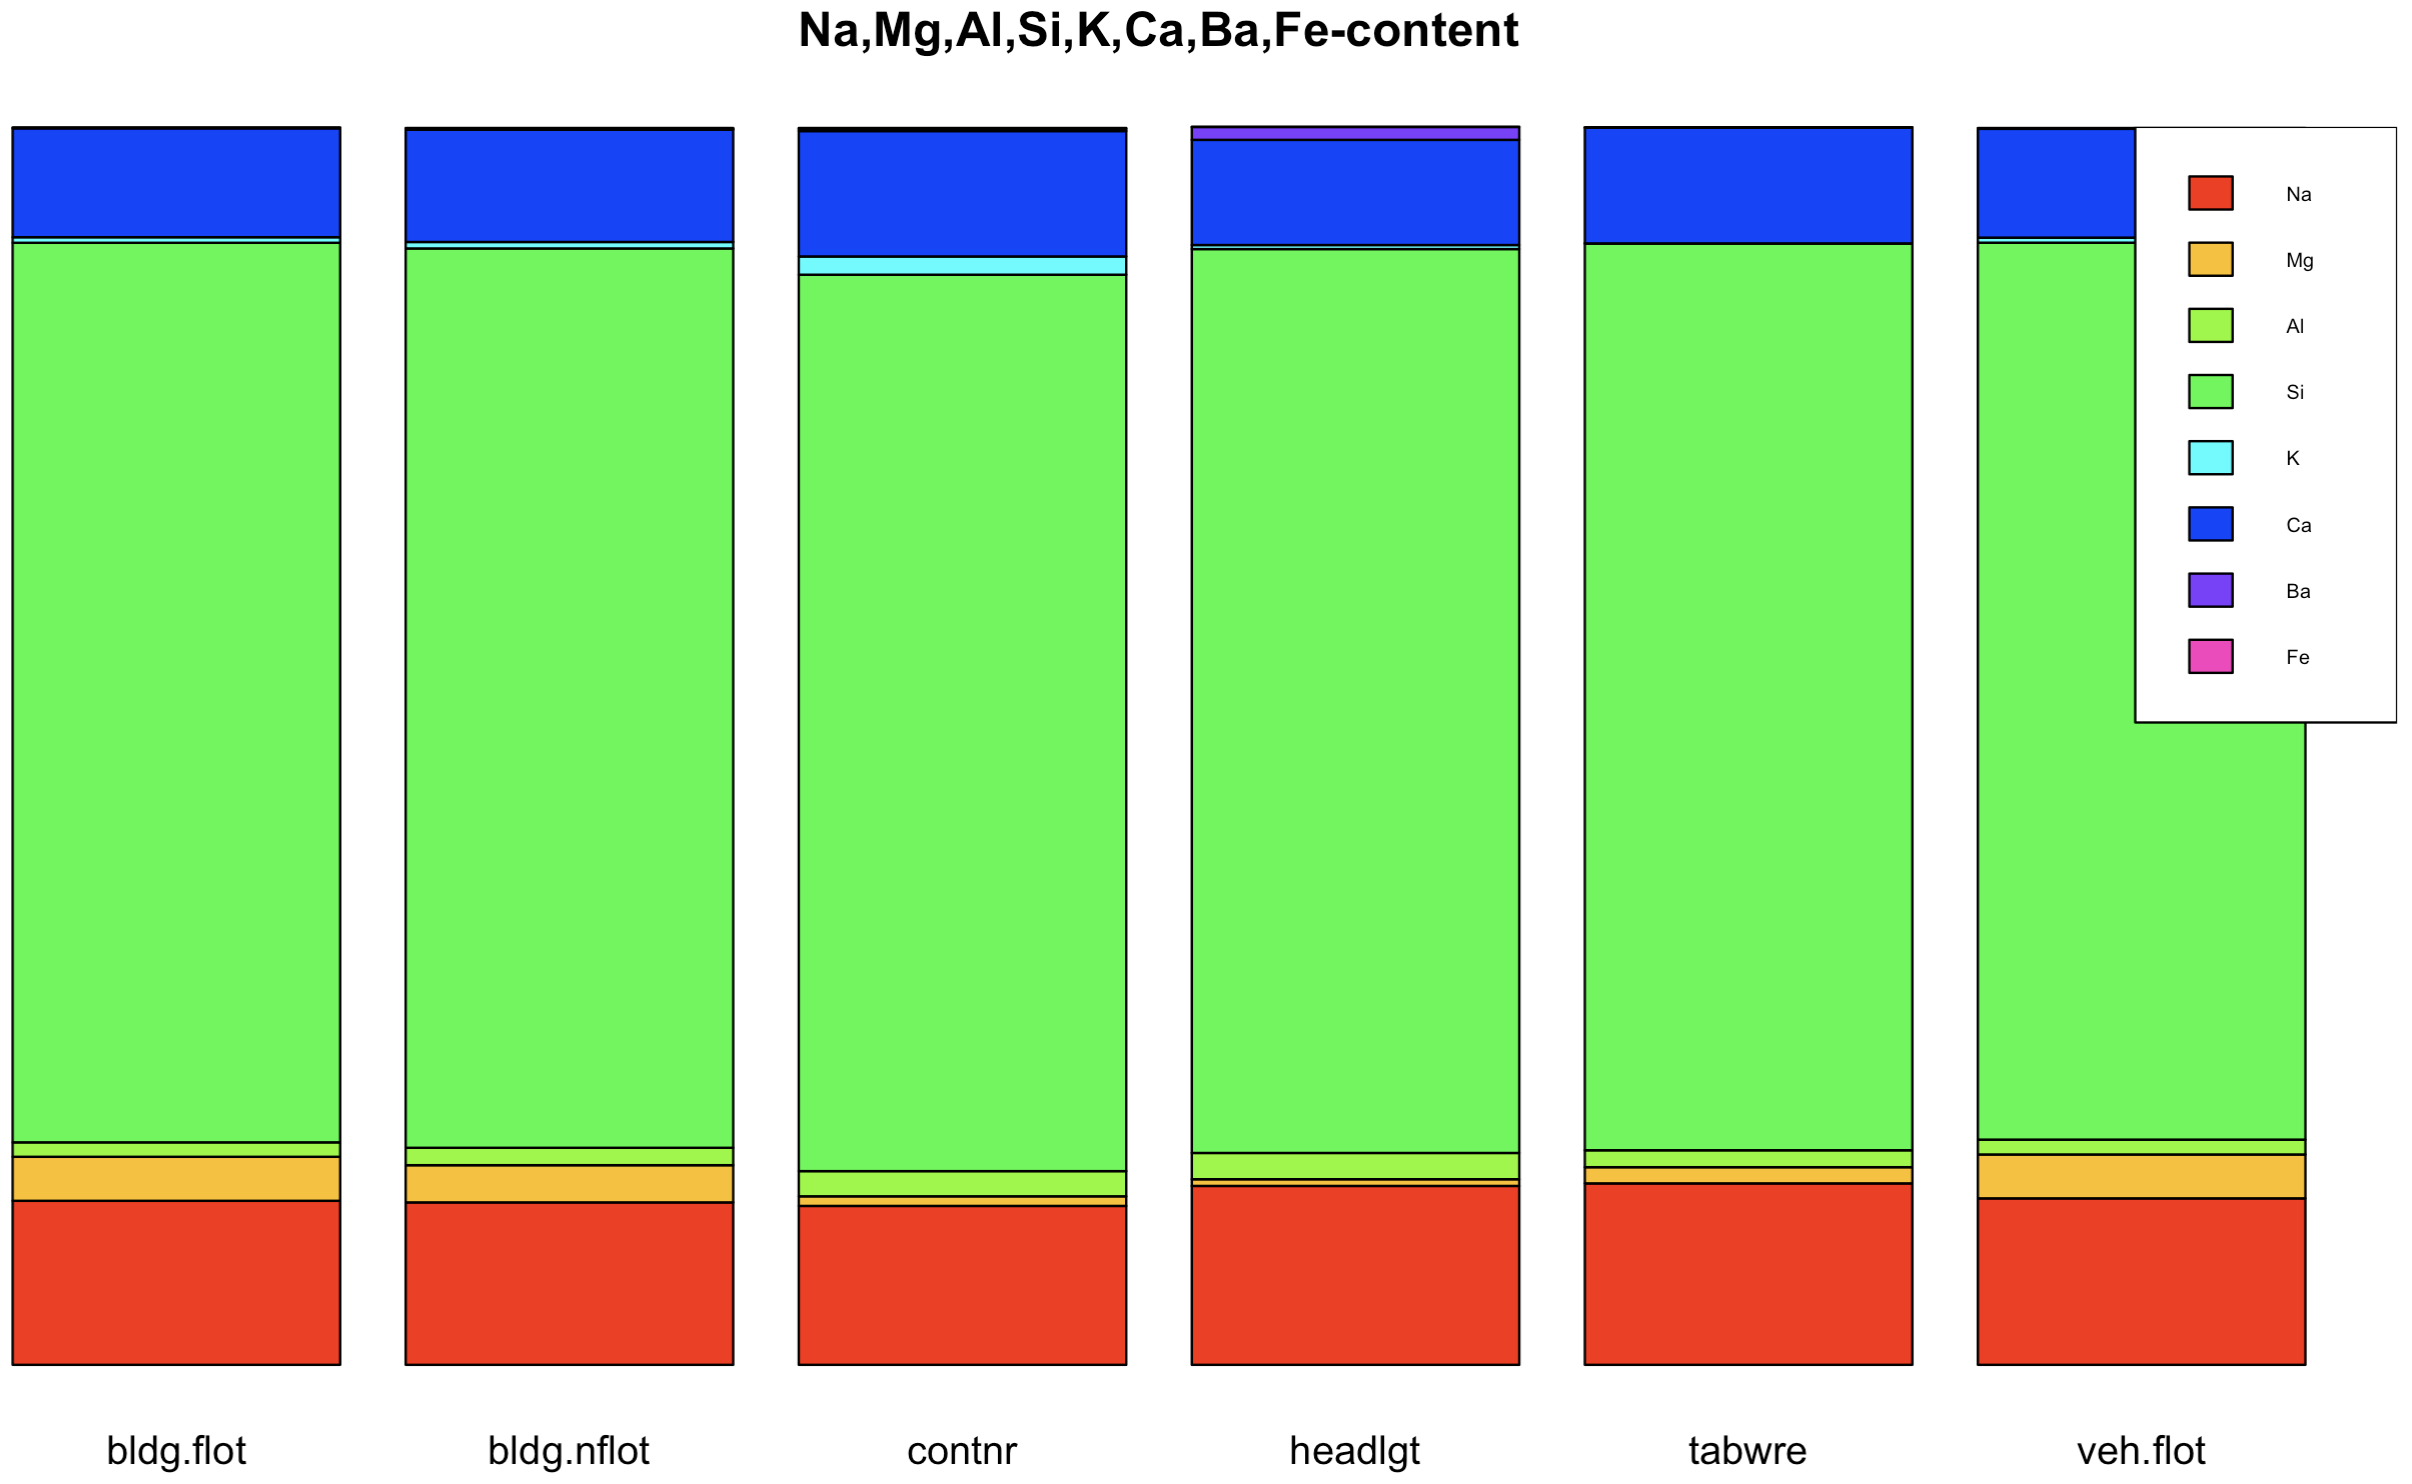 Na,Mg,Al,Si,K,Ca,Ba,Fe-content
Na
Mg
Al
Si
K
Ca
Ba
Fe
bldg.flot
bldg.nflot
contnr
headlgt
tabwre
veh.flot